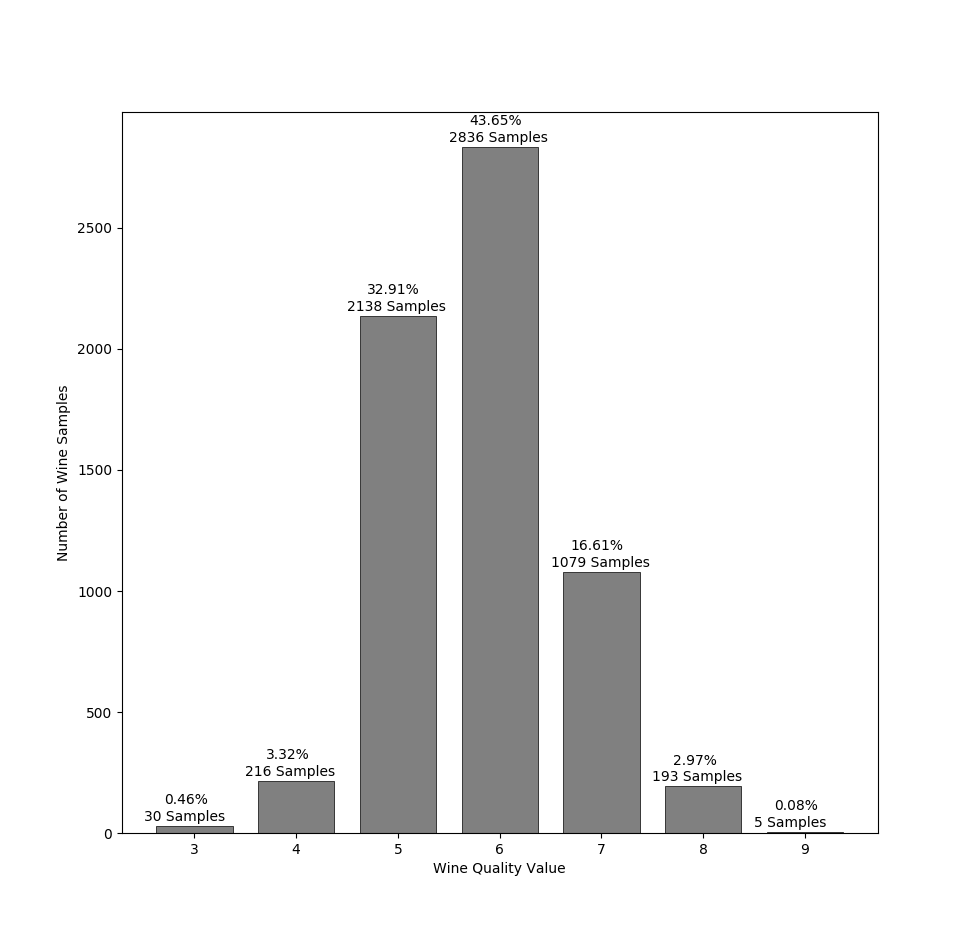 43.65%
2836 Samples
2500
32.91%
2138 Samples
2000
Number of Wine Samples
1500
16.61%
1079 Samples
1000
500
3.32%
216 Samples
2.97%
193 Samples
0.46%
30 Samples
0.08%
5 Samples
0
3 4 5 6 7 8 9
Wine Quality Value